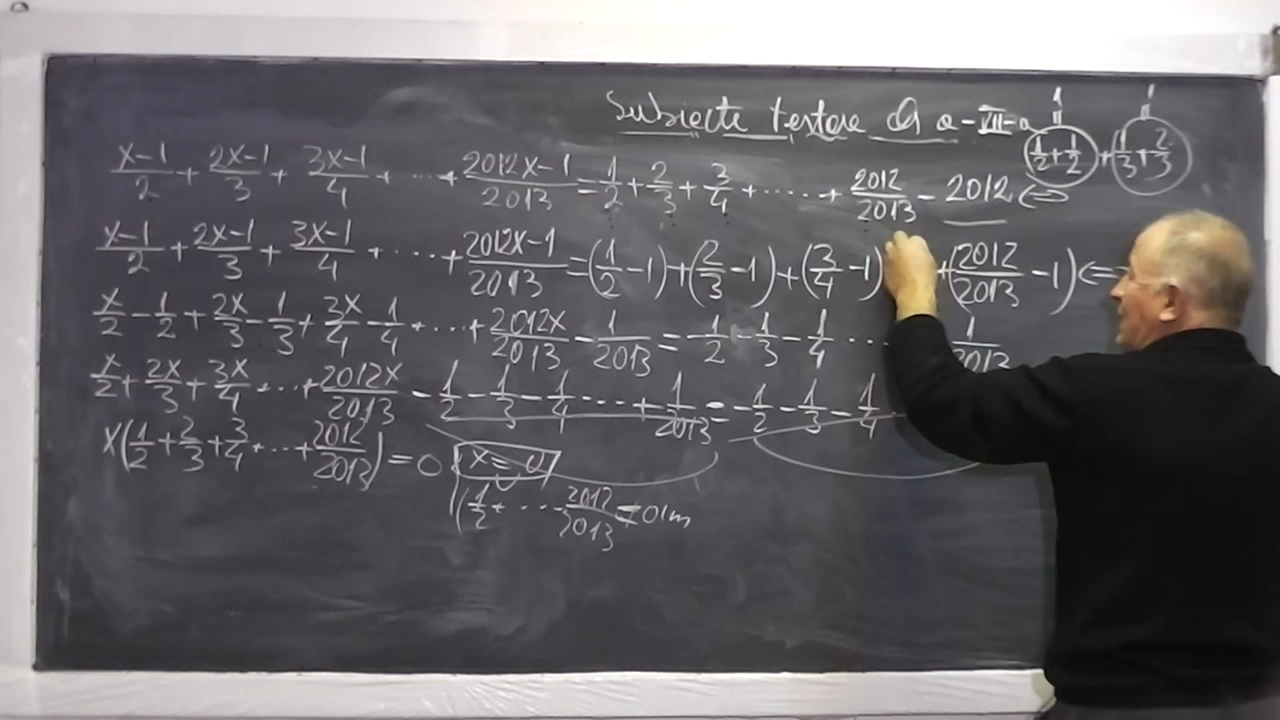 Subiecte testare cls a-VII-a
1/2+1/2 + 1/3+2/3
(x-1)/2 + (2x-1)/3 + (3x-1)/4 + ..... + (2012x-1)/2013 = 1/2 + 2/3 + 3/4 + ..... + 2012/2013 - 2012 ⇔
(x-1)/2 + (2x-1)/3 + (3x-1)/4 + .... + (2012x-1)/2013 = (1/2 - 1) + (2/3 - 1) + (3/4 - 1) + (2012/2013 - 1) ⇔
x/2 - 1/2 + 2x/3 - 1/3 + 3x/4 - 1/4 + ... + 2012x/2013 - 1/2013 = -1/2 - 1/3 - 1/4 ... 1/2013
x/2 + 2x/3 + 3x/4 + ... + 2012x/2013 - 1/2 - 1/3 - 1/4 ... + 1/2013 = -1/2 - 1/3 - 1/4
x(1/2 + 2/3 + 3/4 + ... + 2012/2013) = 0 x = 0
(1/2 + ... 2012/2013 = 0